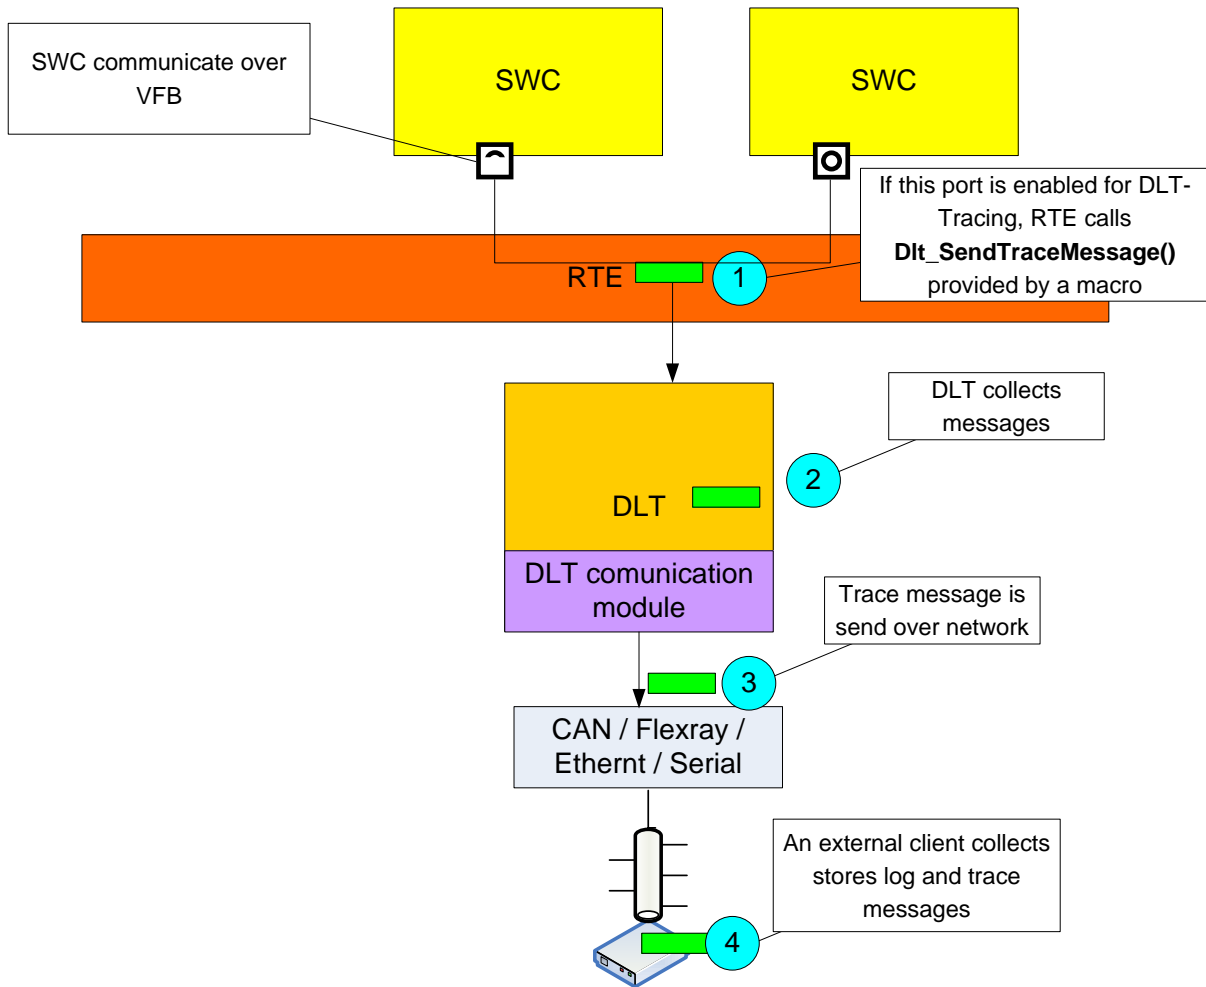 SWC communicate over
VFB
SWC
SWC
If this port is enabled for DLT-
Tracing, RTE calls
Dlt_SendTraceMessage()
provided by a macro
RTE
1
DLT collects
messages
2
DLT
DLT comunication
module
Trace message is
send over network
3
CAN / Flexray /
Ethernt / Serial
An external client collects
stores log and trace
messages
4